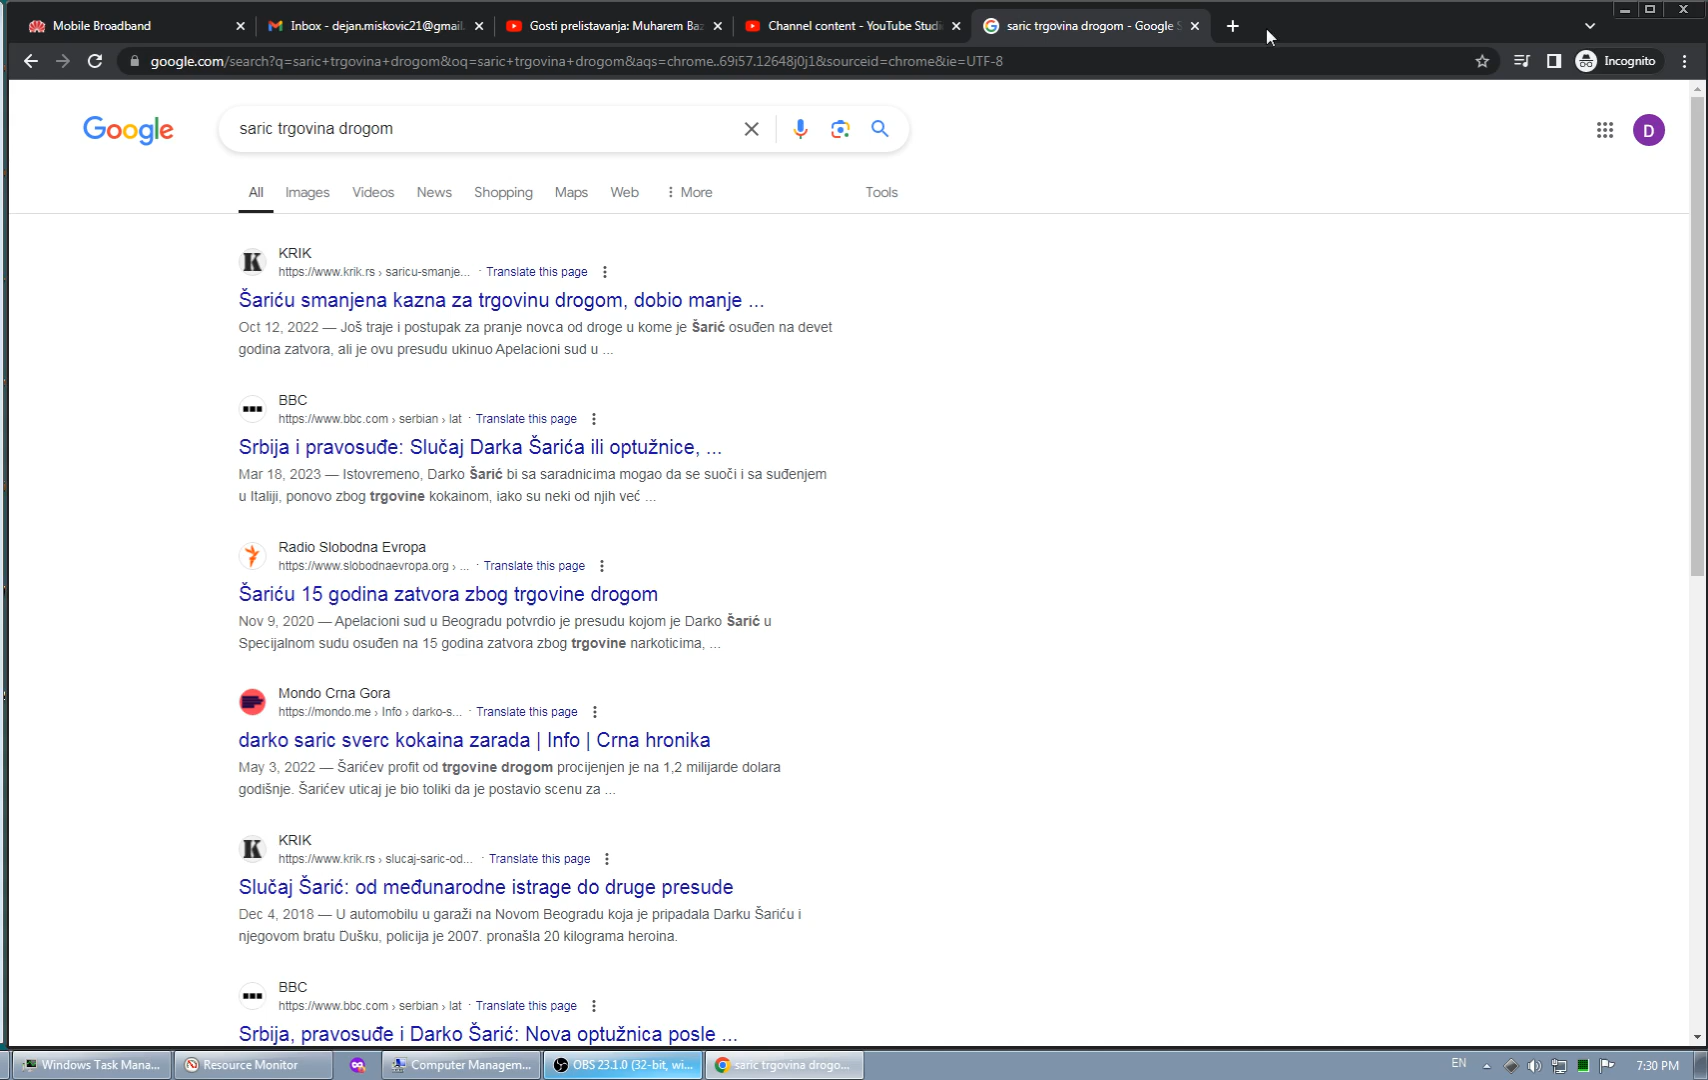 Mobile Broadband
Inbox - dejan.miskovic21@gmail.
Gosti prelistavanja: Muharem Baz
Channel content - YouTube Studi
saric trgovina drogom - Google S
google.com/search?q=saric+trgovina+drogom&oq=saric+trgovina+drogom&aqs=chrome..69i57.12648j0j1&sourceid=chrome&ie=UTF-8
Incognito
Google
saric trgovina drogom
D
All Images Videos News Shopping Maps Web More Tools
KRIK
https://www.krik.rs › saricu-smanje... · Translate this page
Šariću smanjena kazna za trgovinu drogom, dobio manje ...
Oct 12, 2022 — Još traje i postupak za pranje novca od droge u kome je Šarić osuđen na devet
godina zatvora, ali je ovu presudu ukinuo Apelacioni sud u ...
BBC
https://www.bbc.com › serbian › lat · Translate this page
Srbija i pravosuđe: Slučaj Darka Šarića ili optužnice, ...
Mar 18, 2023 — Istovremeno, Darko Šarić bi sa saradnicima mogao da se suoči i sa suđenjem
u Italiji, ponovo zbog trgovine kokainom, iako su neki od njih već ...
Radio Slobodna Evropa
https://www.slobodnaevropa.org › ... · Translate this page
Šariću 15 godina zatvora zbog trgovine drogom
Nov 9, 2020 — Apelacioni sud u Beogradu potvrdio je presudu kojom je Darko Šarić u
Specijalnom sudu osuđen na 15 godina zatvora zbog trgovine narkoticima, ...
Mondo Crna Gora
https://mondo.me › Info › darko-s... · Translate this page
darko saric sverc kokaina zarada | Info | Crna hronika
May 3, 2022 — Šarićev profit od trgovine drogom procijenjen je na 1,2 milijarde dolara
godišnje. Šarićev uticaj je bio toliki da je postavio scenu za ...
KRIK
https://www.krik.rs › slucaj-saric-od... · Translate this page
Slučaj Šarić: od međunarodne istrage do druge presude
Dec 4, 2018 — U automobilu u garaži na Novom Beogradu koja je pripadala Darku Šariću i
njegovom bratu Dušku, policija je 2007. pronašla 20 kilograma heroina.
BBC
https://www.bbc.com › serbian › lat · Translate this page
Srbija, pravosuđe i Darko Šarić: Nova optužnica posle ...
Windows Task Mana...
Resource Monitor
Computer Managem...
OBS 23.1.0 (32-bit, wi...
saric trgovina drogo...
EN
7:30 PM